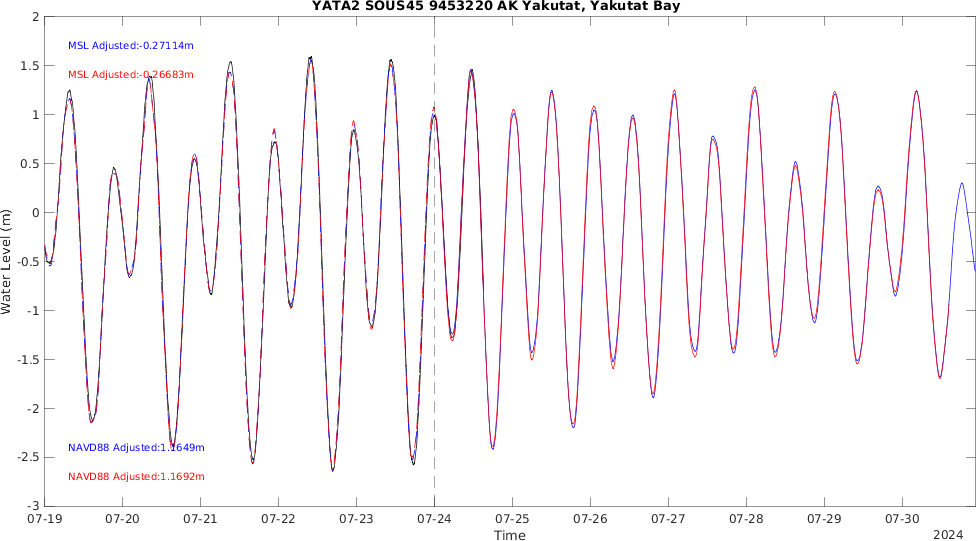 YATA2 SOUS45 9453220 AK Yakutat, Yakutat Bay
MSL Adjusted:-0.27114m
MSL Adjusted:-0.26683m
NAVD88 Adjusted:1.1649m
NAVD88 Adjusted:1.1692m
Water Level (m)
2
1.5
1
0.5
0
-0.5
-1
-1.5
-2
-2.5
-3
07-19 07-20 07-21 07-22 07-23 07-24 07-25 07-26 07-27 07-28 07-29 07-30
Time
2024